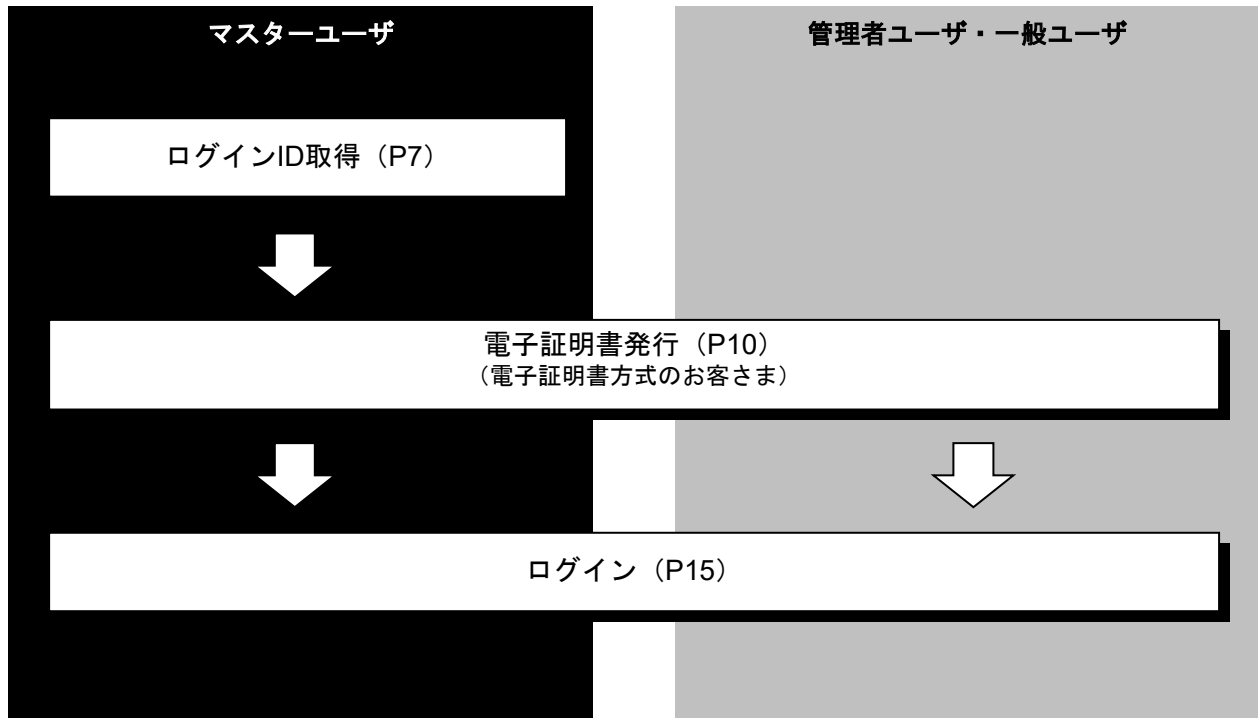 マスターユーザ
管理者ユーザ・一般ユーザ
ログインID取得（P7）
電子証明書発行（P10）
（電子証明書方式のお客さま）
ログイン（P15）